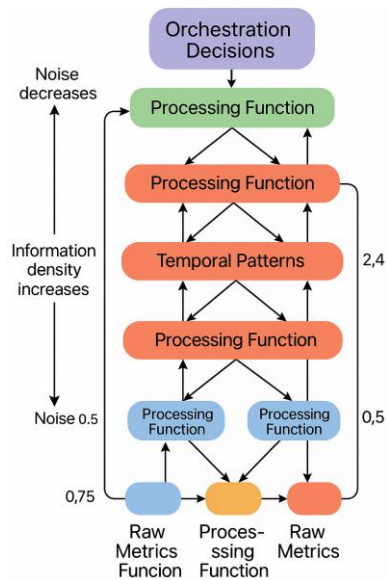 Orchestration
Decisions
Noise
decreases
Processing Function
Processing Function
Information
density
increases
Temporal Patterns
2,4
Processing Function
Noise 0.5
Processing
Function
Processing
Function
0,5
0,75
Raw
Metrics
Funcion
Proces-
ssing
Function
Raw
Metrics